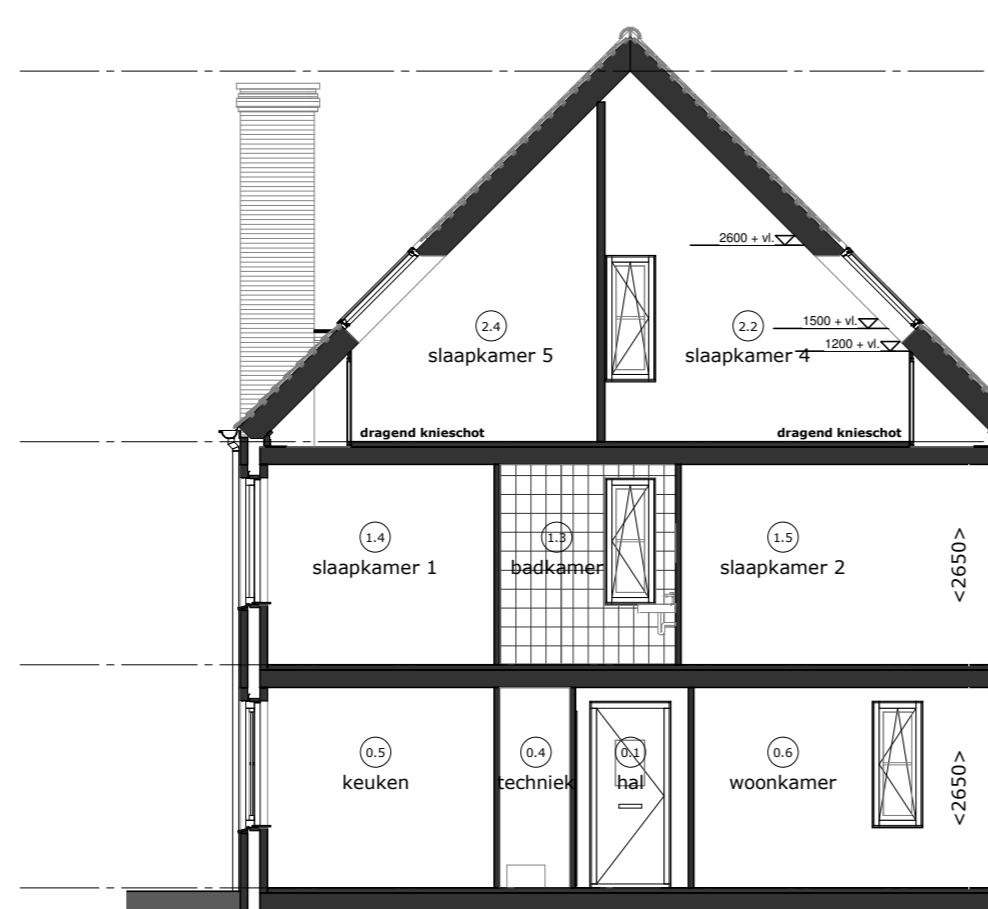 2600 + vl.
1500 + vl.
1200 + vl.
2.4
slaapkamer 5
2.2
slaapkamer 4
dragend knieschot
dragend knieschot
1.4
slaapkamer 1
1.3
badkamer
1.5
slaapkamer 2
<2650>
0.5
keuken
0.4
techniek
0.1
hal
0.6
woonkamer
<2650>